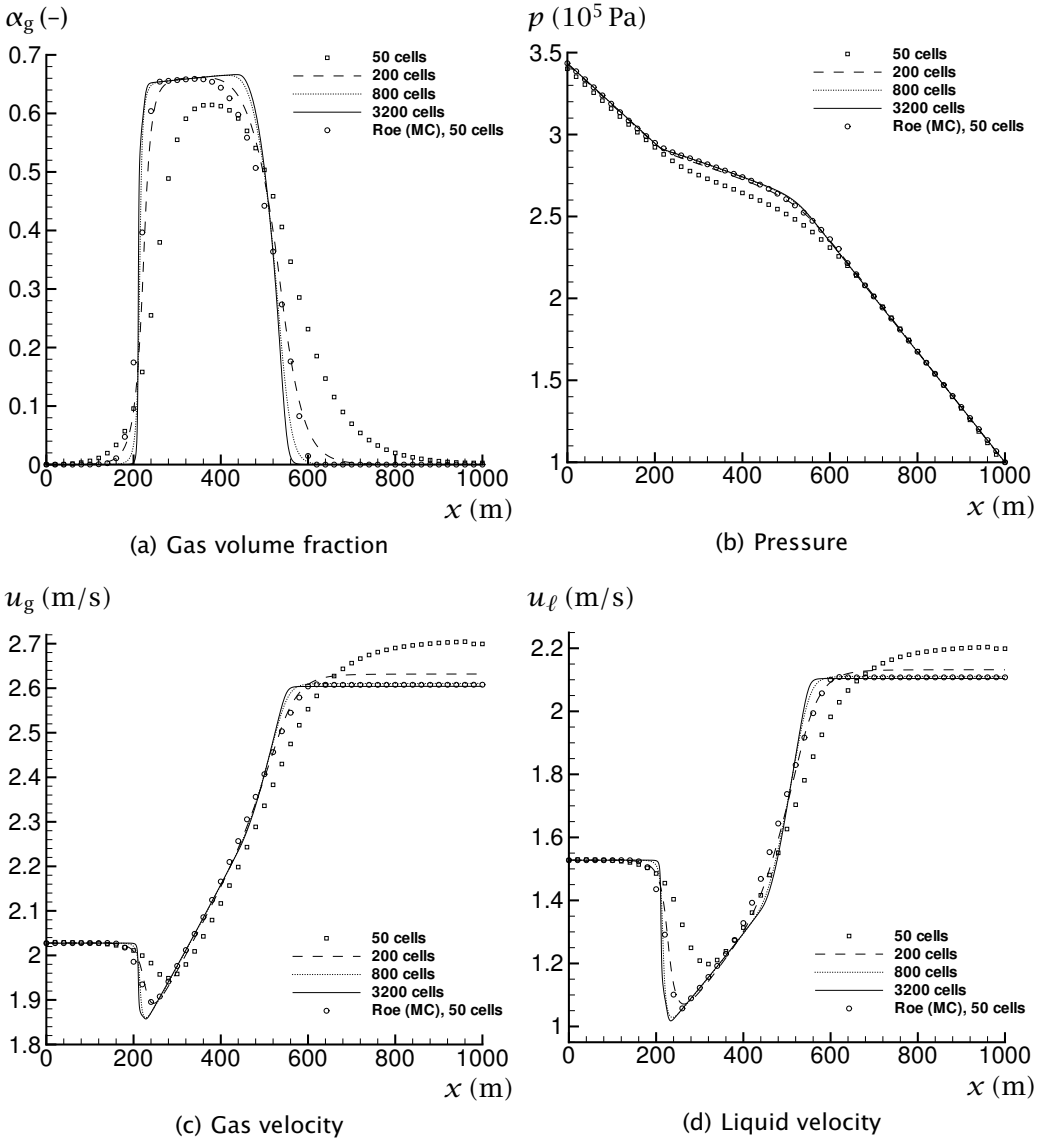 αg (–)
0.7
0.6
0.5
0.4
0.3
0.2
0.1
0
0 200 400 600 800 1000
x (m)
50 cells
200 cells
800 cells
3200 cells
Roe (MC), 50 cells
(a) Gas volume fraction
p (10⁵ Pa)
3.5
3
2.5
2
1.5
1
0 200 400 600 800 1000
x (m)
50 cells
200 cells
800 cells
3200 cells
Roe (MC), 50 cells
(b) Pressure
ug (m/s)
2.7
2.6
2.5
2.4
2.3
2.2
2.1
2.0
1.9
1.8
0 200 400 600 800 1000
x (m)
50 cells
200 cells
800 cells
3200 cells
Roe (MC), 50 cells
(c) Gas velocity
uℓ (m/s)
2.2
2
1.8
1.6
1.4
1.2
1
0 200 400 600 800 1000
x (m)
50 cells
200 cells
800 cells
3200 cells
Roe (MC), 50 cells
(d) Liquid velocity